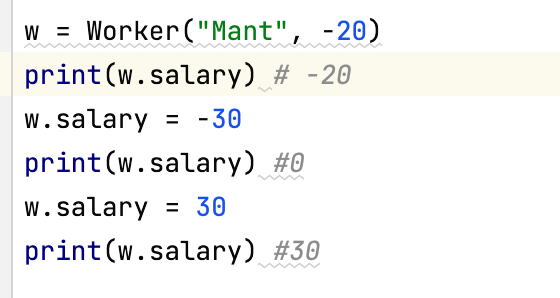 w = Worker("Mant", -20)
print(w.salary) # -20
w.salary = -30
print(w.salary) #0
w.salary = 30
print(w.salary) #30